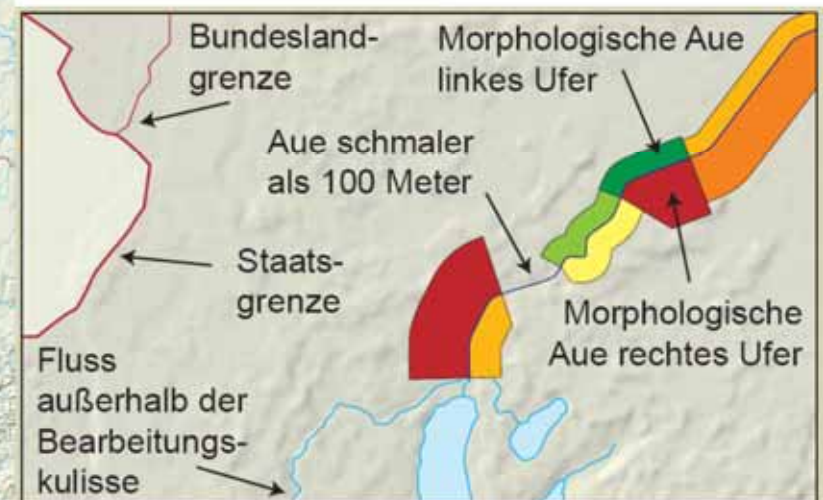 Bundesland-
grenze
Morphologische Aue
linkes Ufer
Aue schmaler
als 100 Meter
Staats-
grenze
Morphologische
Aue rechtes Ufer
Fluss
außerhalb der
Bearbeitungs-
kulisse